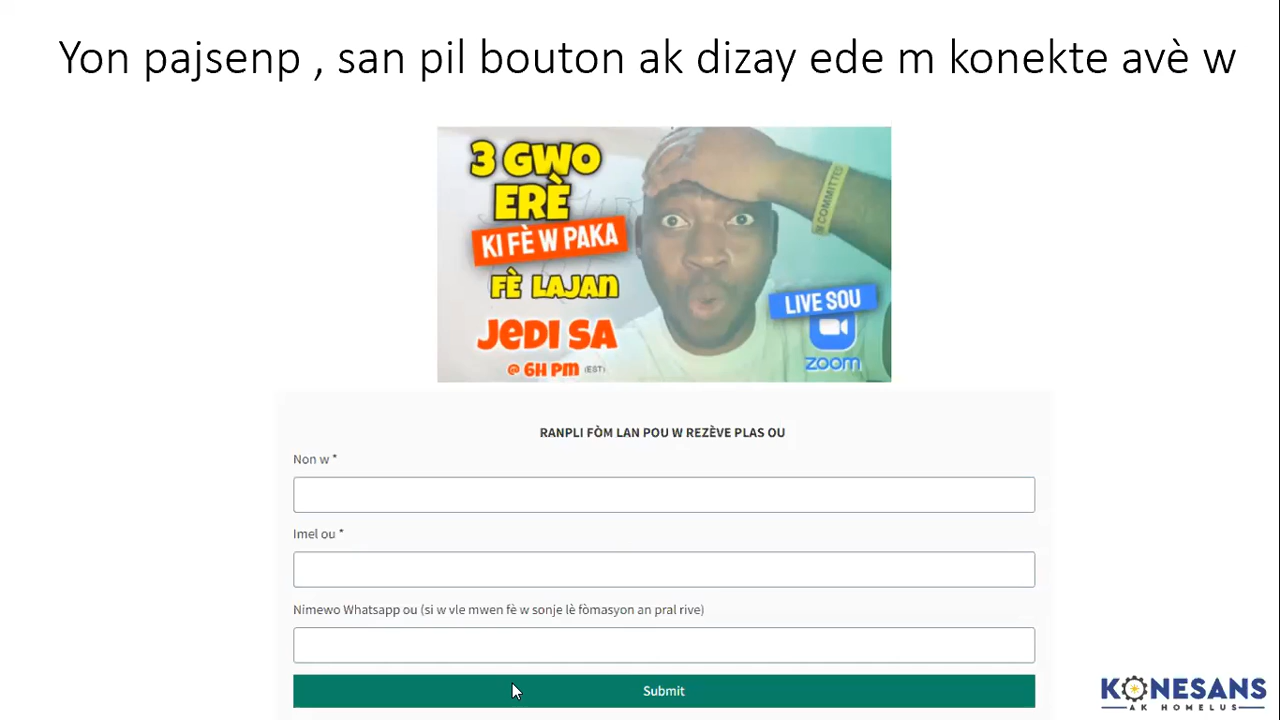 Yon pajsenp , san pil bouton ak dizay ede m konekte avè w
3 GWO
ERÈ
KI FÈ W PAKA
FÈ LAJAN
JEDI SA
@ 6H PM (EST)
COMMITTED
LIVE SOU
zoom
RANPLI FÒM LAN POU W REZÈVE PLAS OU
Non w *
Imel ou *
Nimewo Whatsapp ou (si w vle mwen fè w sonje lè fòmasyon an pral rive)
Submit
KONESANS
AK HOMELUS